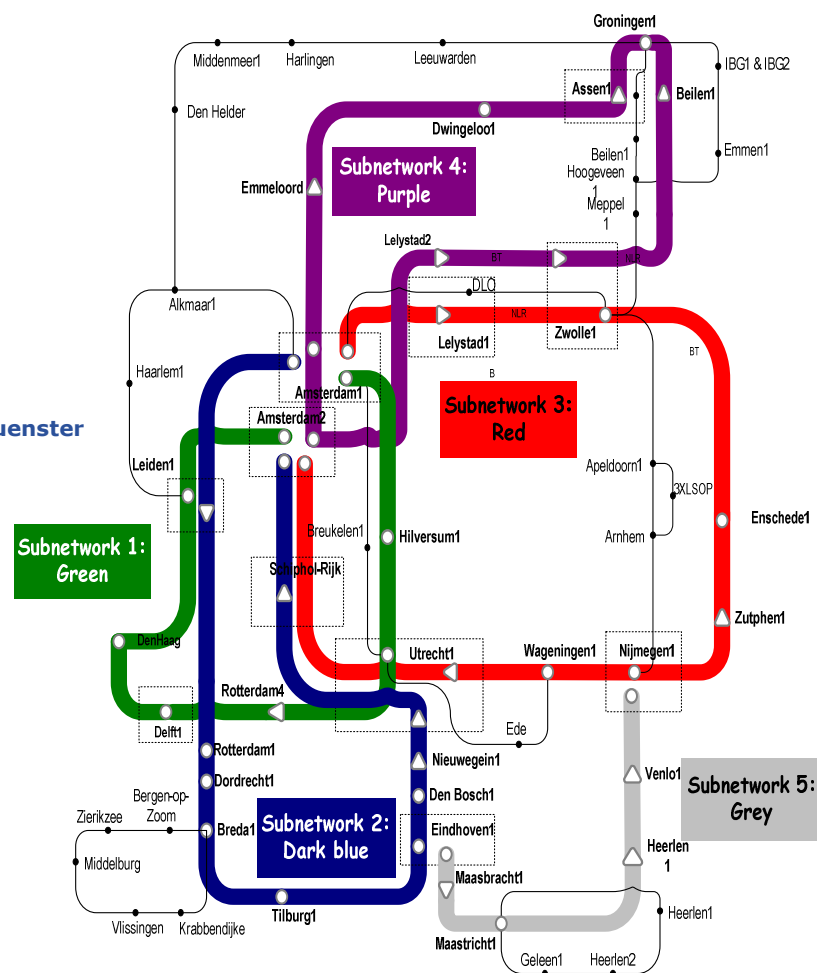 Groningen1
Middenmeer1
Harlingen
Leeuwarden
IBG1 & IBG2
Assen1
Beilen1
Den Helder
Dwingeloo1
Beilen1
Emmen1
Hoogeveen
1
Subnetwork 4:
Purple
Emmeloord
Meppel
1
Lelystad2
BT
NLR
DLO
Alkmaar1
NLR
Lelystad1
Zwolle1
BT
Haarlem1
B
Amsterdam1
Subnetwork 3:
Red
Amsterdam2
uenster
Leiden1
Apeldoorn1
3XLSOP
Breukelen1
Hilversum1
Arnhem
Enschede1
Subnetwork 1:
Green
Schiphol-Rijk
Zutphen1
DenHaag
Utrecht1
Wageningen1
Nijmegen1
Rotterdam4
Delft1
Ede
Rotterdam1
Nieuwegein1
Venlo1
Dordrecht1
Subnetwork 5:
Grey
Bergen-op-
Zoom
Den Bosch1
Zierikzee
Breda1
Subnetwork 2:
Dark blue
Eindhoven1
Heerlen
1
Middelburg
Maasbracht1
Tilburg1
Heerlen1
Vlissingen
Krabbendijke
Maastricht1
Geleen1
Heerlen2